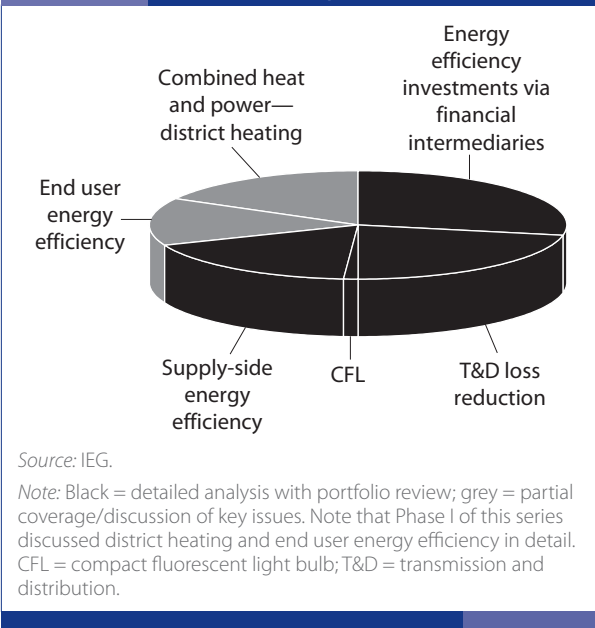 Energy
efficiency
investments via
financial
intermediaries
Combined heat
and power—
district heating
End user
energy
efficiency
Supply-side
energy
efficiency
CFL
T&D loss
reduction
Source: IEG.
Note: Black = detailed analysis with portfolio review; grey = partial
coverage/discussion of key issues. Note that Phase I of this series
discussed district heating and end user energy efficiency in detail.
CFL = compact fluorescent light bulb; T&D = transmission and
distribution.